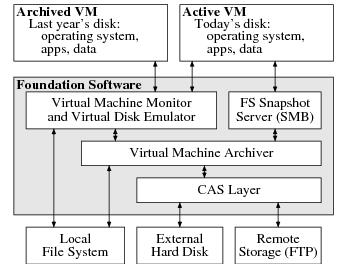 Archived VM
Last year's disk:
operating system,
apps, data
Active VM
Today's disk:
operating system,
apps, data
Foundation Software
Virtual Machine Monitor
and Virtual Disk Emulator
FS Snapshot
Server (SMB)
Virtual Machine Archiver
CAS Layer
Local
File System
External
Hard Disk
Remote
Storage (FTP)